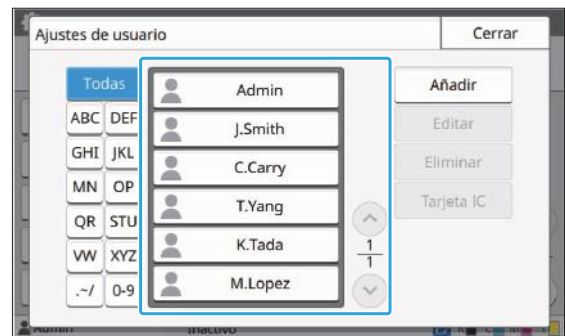 Ajustes de usuario
Cerrar
Todas
ABC DEF
GHI JKL
MN OP
QR STU
VW XYZ
.~/ 0-9
Admin
J.Smith
C.Carry
T.Yang
K.Tada
M.Lopez
1
1
Añadir
Editar
Eliminar
Tarjeta IC
Admin
Inactivo